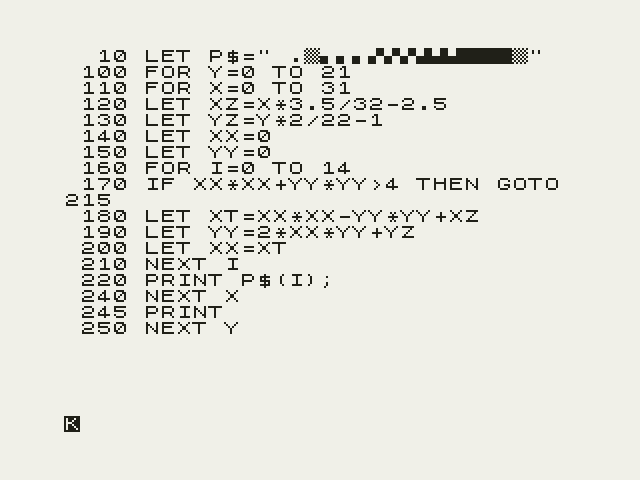 10 LET P$=" .▒▖▖▖▞▞▞▟▟▟███▒"
100 FOR Y=0 TO 21
110 FOR X=0 TO 31
120 LET XZ=X*3.5/32-2.5
130 LET YZ=Y*2/22-1
140 LET XX=0
150 LET YY=0
160 FOR I=0 TO 14
170 IF XX*XX+YY*YY>4 THEN GOTO
215
180 LET XT=XX*XX-YY*YY+XZ
190 LET YY=2*XX*YY+YZ
200 LET XX=XT
210 NEXT I
220 PRINT P$(I);
240 NEXT X
245 PRINT
250 NEXT Y
K